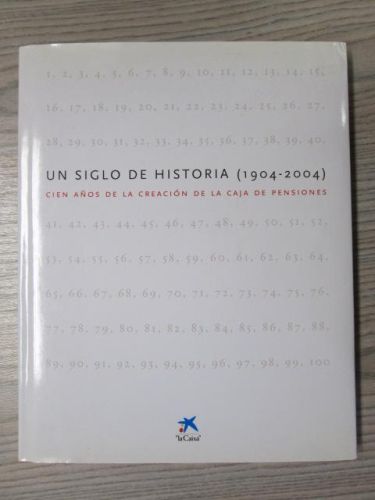 1, 2, 3, 4, 5, 6, 7, 8, 9, 10, 11, 12, 13, 14, 15,
16, 17, 18, 19, 20, 21, 22, 23, 24, 25, 26, 27,
28, 29, 30, 31, 32, 33, 34, 35, 36, 37, 38, 39, 40,
UN SIGLO DE HISTORIA (1904-2004)
CIEN AÑOS DE LA CREACIÓN DE LA CAJA DE PENSIONES
41, 42, 43, 44, 45, 46, 47, 48, 49, 50, 51, 52,
53, 54, 55, 56, 57, 58, 59, 60, 61, 62, 63, 64,
65, 66, 67, 68, 69, 70, 71, 72, 73, 74, 75, 76,
77, 78, 79, 80, 81, 82, 83, 84, 85, 86, 87, 88,
89, 90, 91, 92, 93, 94, 95, 96, 97, 98, 99, 100
"la Caixa"